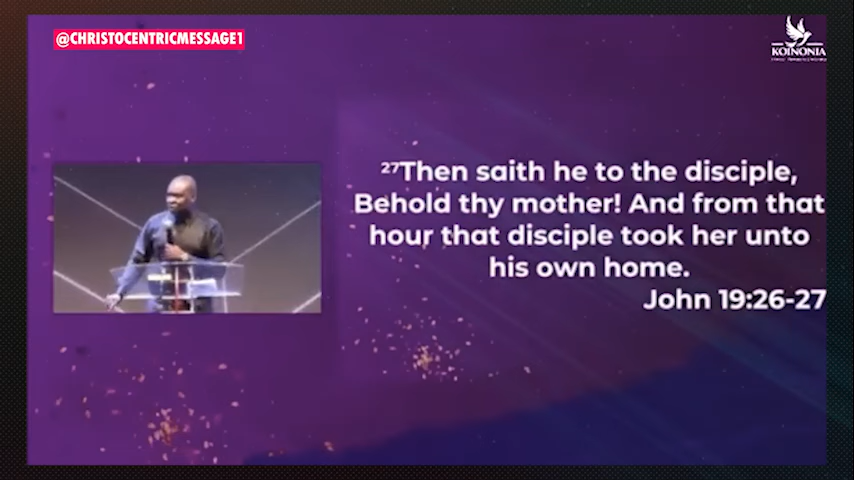 @CHRISTOCENTRICMESSAGE1
KOINONIA
27Then saith he to the disciple,
Behold thy mother! And from that
hour that disciple took her unto
his own home.
John 19:26-27